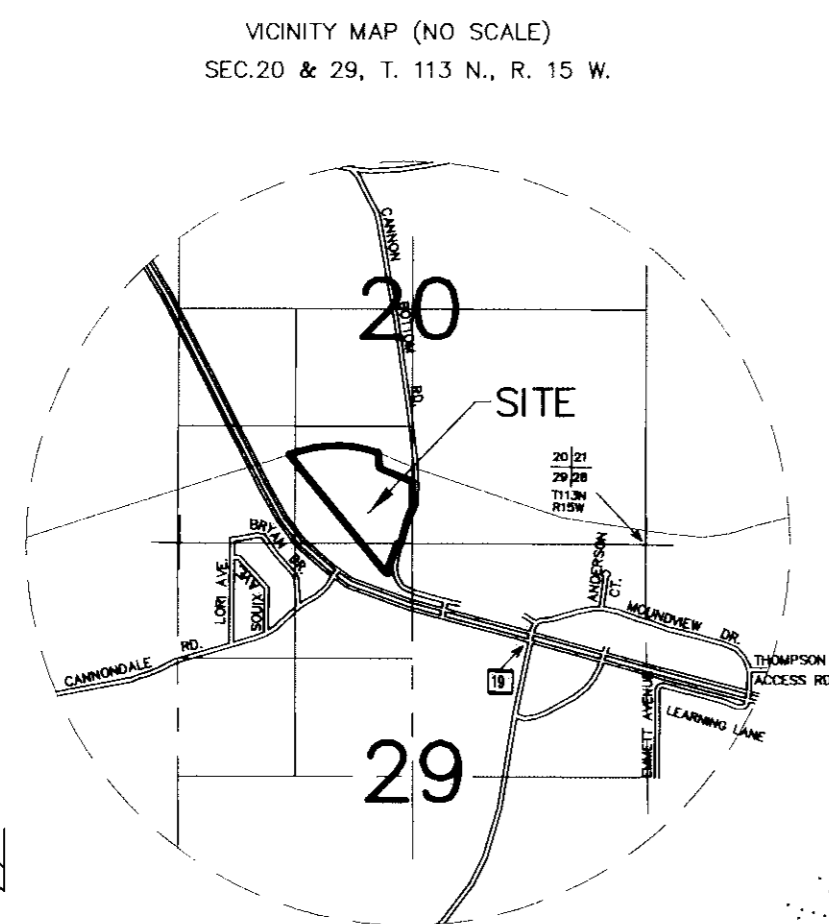 VICINITY MAP (NO SCALE)
SEC.20 & 29, T. 113 N., R. 15 W.
CANNON
BOTTOM
RD.
20
SITE
20 21
29 28
T113N
R15W
BRYAN BR.
LORI AVE.
SOUIX
AVE.
CANNONDALE RD.
ANDERSON
CT.
MOUNDVIEW DR.
THOMPSON
ACCESS RD
19
EMMETT AVENUE
LEARNING LANE
29